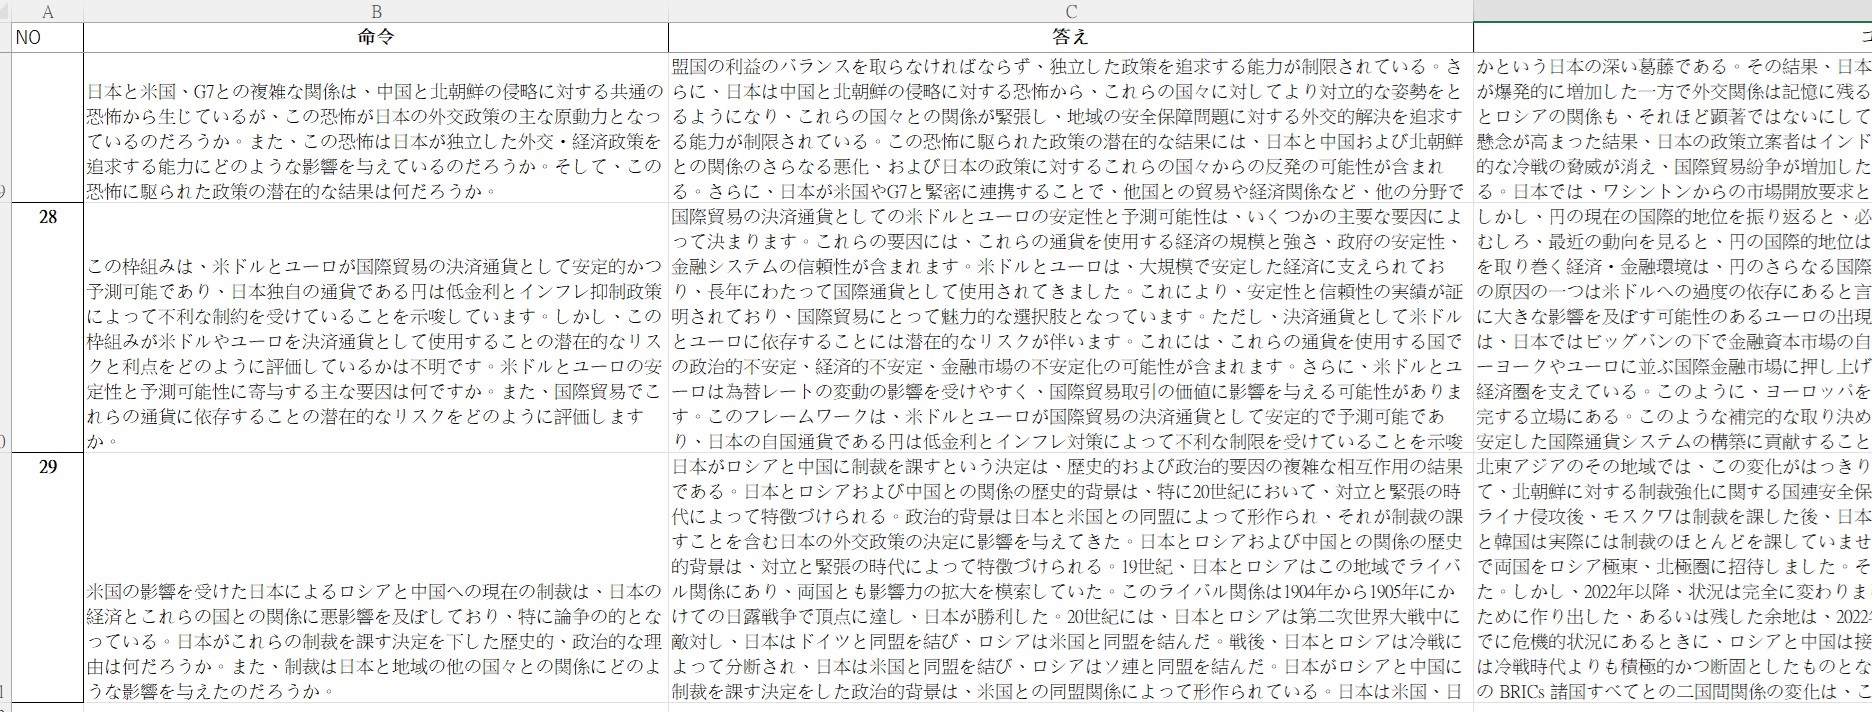 A B C
NO 命令 答え
日本と米国、G7との複雑な関係は、中国と北朝鮮の侵略に対する共通の
恐怖から生じているが、この恐怖が日本の外交政策の主な原動力となっ
ているのだろうか。また、この恐怖は日本が独立した外交・経済政策を
追求する能力にどのような影響を与えているのだろうか。そして、この
恐怖に駆られた政策の潜在的な結果は何だろうか。
盟国の利益のバランスを取らなければならず、独立した政策を追求する能力が制限されている。さ
らに、日本は中国と北朝鮮の侵略に対する恐怖から、これらの国々に対してより対立的な姿勢をと
るようになり、これらの国々との関係が緊張し、地域の安全保障問題に対する外交的解決を追求す
る能力が制限されている。この恐怖に駆られた政策の潜在的な結果には、日本と中国および北朝鮮
との関係のさらなる悪化、および日本の政策に対するこれらの国々からの反発の可能性が含まれ
る。さらに、日本が米国やG7と緊密に連携することで、他国との貿易や経済関係など、他の分野で
かという日本の深い葛藤である。その結果、日本
が爆発的に増加した一方で外交関係は記憶に残る
とロシアの関係も、それほど顕著ではないにして
懸念が高まった結果、日本の政策立案者はインド
的な冷戦の脅威が消え、国際貿易紛争が増加した
る。日本では、ワシントンからの市場開放要求と
28
この枠組みは、米ドルとユーロが国際貿易の決済通貨として安定的かつ
予測可能であり、日本独自の通貨である円は低金利とインフレ抑制政策
によって不利な制約を受けていることを示唆しています。しかし、この
枠組みが米ドルやユーロを決済通貨として使用することの潜在的なリス
クと利点をどのように評価しているかは不明です。米ドルとユーロの安
定性と予測可能性に寄与する主な要因は何ですか。また、国際貿易でこ
れらの通貨に依存することの潜在的なリスクをどのように評価します
か。
国際貿易の決済通貨としての米ドルとユーロの安定性と予測可能性は、いくつかの主要な要因によ
って決まります。これらの要因には、これらの通貨を使用する経済の規模と強さ、政府の安定性、
金融システムの信頼性が含まれます。米ドルとユーロは、大規模で安定した経済に支えられてお
り、長年にわたって国際通貨として使用されてきました。これにより、安定性と信頼性の実績が証
明されており、国際貿易にとって魅力的な選択肢となっています。ただし、決済通貨として米ドル
とユーロに依存することには潜在的なリスクが伴います。これには、これらの通貨を使用する国で
の政治的不安定、経済的不安定、金融市場の不安定化の可能性が含まれます。さらに、米ドルとユ
ーロは為替レートの変動の影響を受けやすく、国際貿易取引の価値に影響を与える可能性がありま
す。このフレームワークは、米ドルとユーロが国際貿易の決済通貨として安定的で予測可能であ
り、日本の自国通貨である円は低金利とインフレ対策によって不利な制限を受けていることを示唆
しかし、円の現在の国際的地位を振り返ると、必
むしろ、最近の動向を見ると、円の国際的地位は
を取り巻く経済・金融環境は、円のさらなる国際
の原因の一つは米ドルへの過度の依存にあると言
に大きな影響を及ぼす可能性のあるユーロの出現
は、日本ではビッグバンの下で金融資本市場の自
ーヨークやユーロに並ぶ国際金融市場に押し上げ
経済圏を支えている。このように、ヨーロッパを
完する立場にある。このような補完的な取り決め
安定した国際通貨システムの構築に貢献すること
29
米国の影響を受けた日本によるロシアと中国への現在の制裁は、日本の
経済とこれらの国との関係に悪影響を及ぼしており、特に論争の的とな
っている。日本がこれらの制裁を課す決定を下した歴史的、政治的な理
由は何だろうか。また、制裁は日本と地域の他の国々との関係にどのよ
うな影響を与えたのだろうか。
日本がロシアと中国に制裁を課すという決定は、歴史的および政治的要因の複雑な相互作用の結果
である。日本とロシアおよび中国との関係の歴史的背景は、特に20世紀において、対立と緊張の時
代によって特徴づけられる。政治的背景は日本と米国との同盟によって形作られ、それが制裁の課
すことを含む日本の外交政策の決定に影響を与えてきた。日本とロシアおよび中国との関係の歴史
的背景は、対立と緊張の時代によって特徴づけられる。19世紀、日本とロシアはこの地域でライバ
ル関係にあり、両国とも影響力の拡大を模索していた。このライバル関係は1904年から1905年にか
けての日露戦争で頂点に達し、日本が勝利した。20世紀には、日本とロシアは第二次世界大戦中に
敵対し、日本はドイツと同盟を結び、ロシアは米国と同盟を結んだ。戦後、日本とロシアは冷戦に
よって分断され、日本は米国と同盟を結び、ロシアはソ連と同盟を結んだ。日本がロシアと中国に
制裁を課す決定をした政治的背景は、米国との同盟関係によって形作られている。日本は米国、日
北東アジアのその地域では、この変化がはっきり
て、北朝鮮に対する制裁強化に関する国連安全保
ライナ侵攻後、モスクワは制裁を課した後、日本
と韓国は実際には制裁のほとんどを課していませ
で両国をロシア極東、北極圏に招待しました。そ
た。しかし、2022年以降、状況は完全に変わりま
ために作り出した、あるいは残した余地は、2022
でに危機的状況にあるときに、ロシアと中国は接
は冷戦時代よりも積極的かつ断固としたものとな
の BRICs 諸国すべてとの二国間関係の変化は、こ